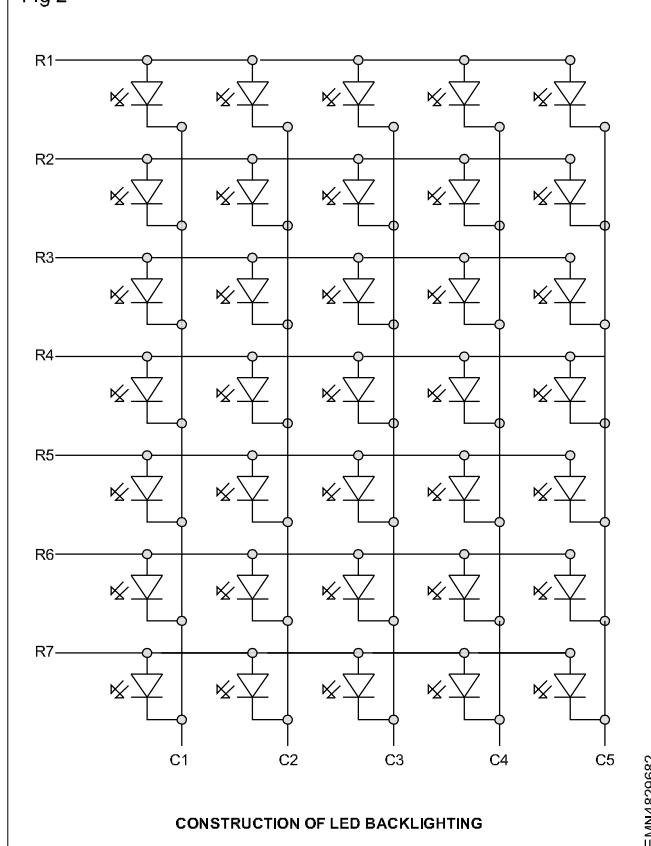 Fig 2
R1
R2
R3
R4
R5
R6
R7
C1 C2 C3 C4 C5
CONSTRUCTION OF LED BACKLIGHTING
EMN4829682